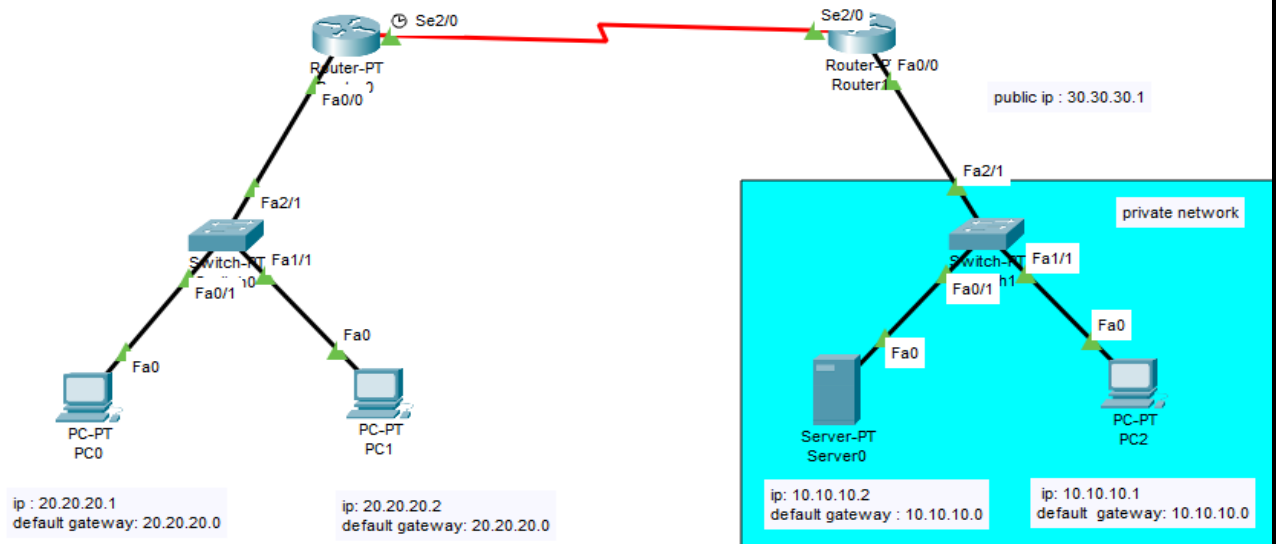 Se2/0
Se2/0
Router-PT
Fa0/0
Router-P
Fa0/0
Router1
public ip : 30.30.30.1
Fa2/1
Fa2/1
private network
Switch-PT
Fa1/1
Fa0/1
Switch-PT
Fa1/1
Fa0/1
Fa0
Fa0
Fa0
Fa0
PC-PT
PC0
PC-PT
PC1
Server-PT
Server0
PC-PT
PC2
ip : 20.20.20.1
default gateway: 20.20.20.0
ip: 20.20.20.2
default gateway: 20.20.20.0
ip: 10.10.10.2
default gateway : 10.10.10.0
ip: 10.10.10.1
default gateway: 10.10.10.0